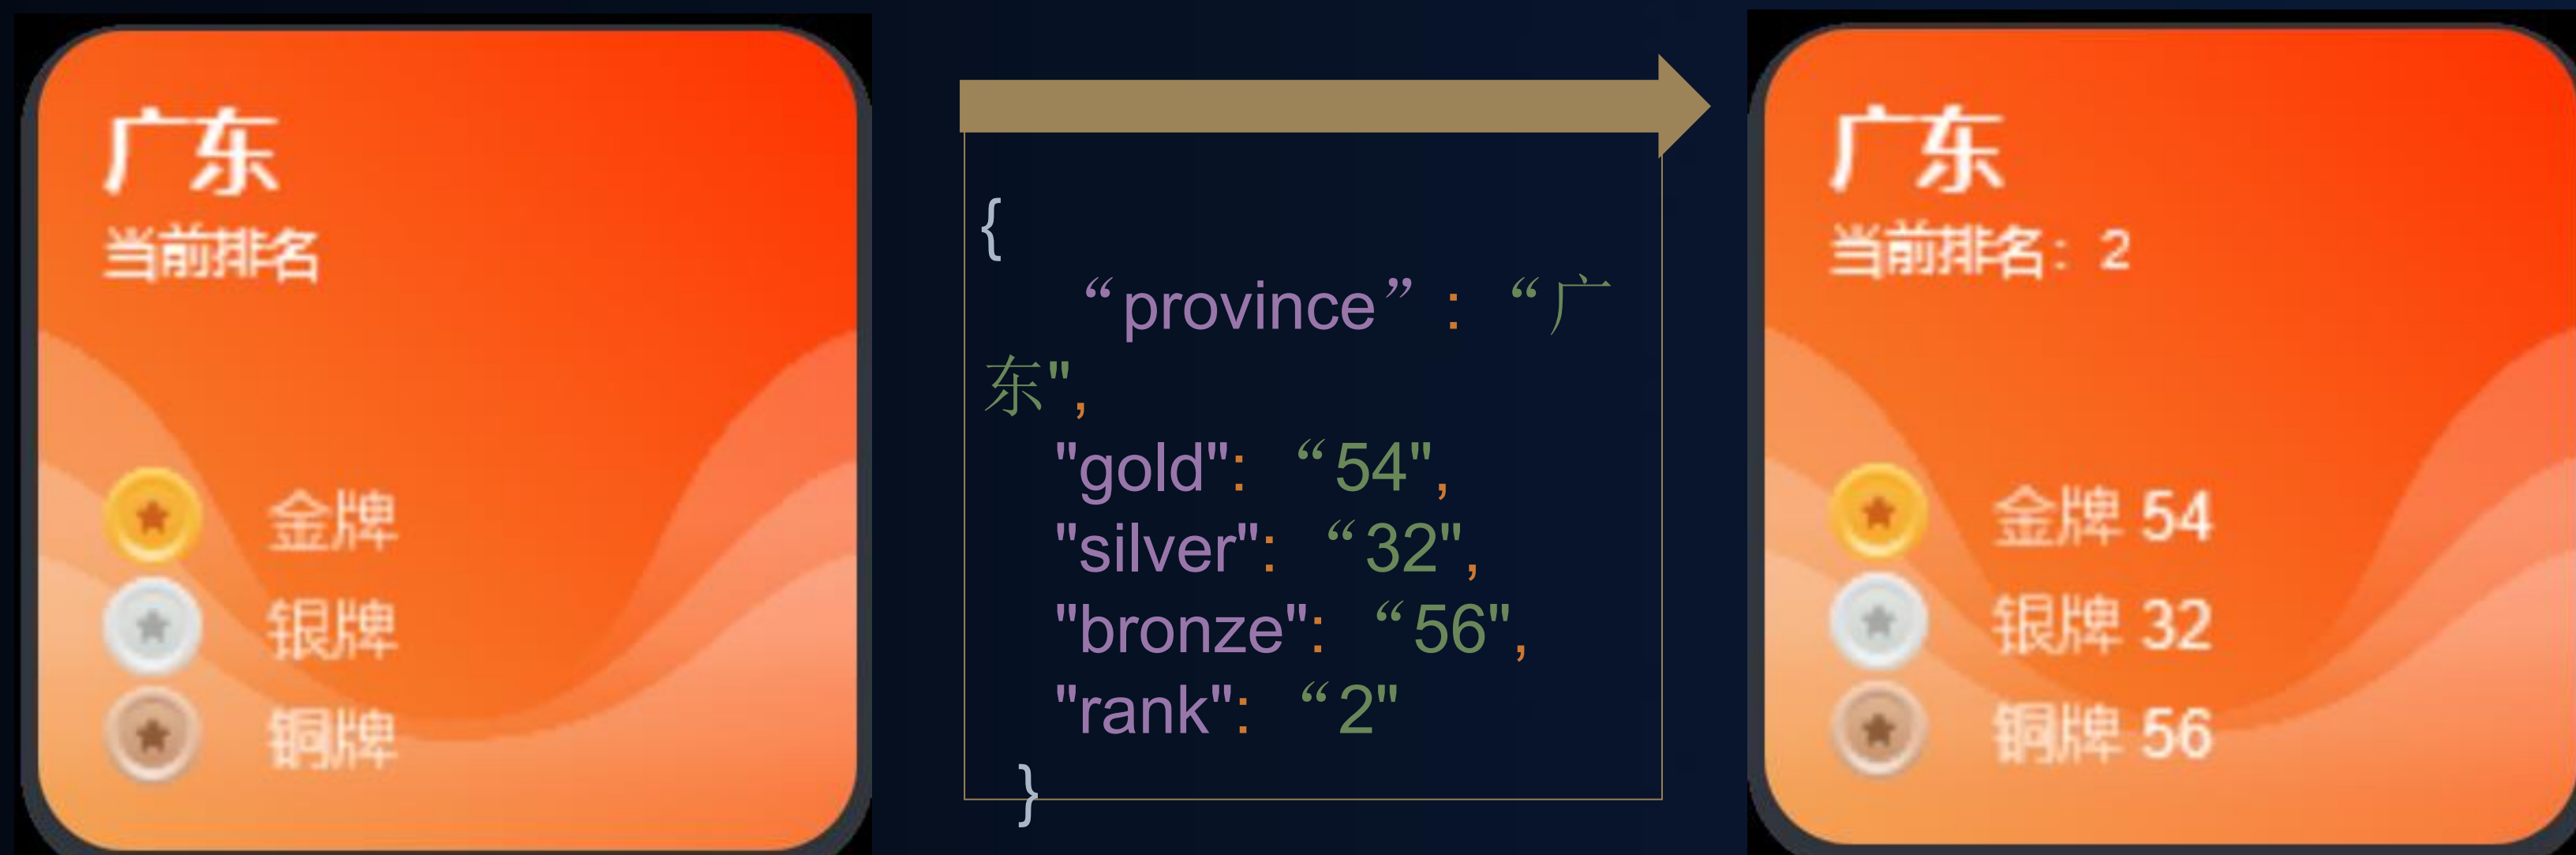 广东
当前排名
金牌
银牌
铜牌
{
“province”: “广
东",
"gold": “54",
"silver": “32",
"bronze": “56",
"rank": “2"
}
广东
当前排名: 2
金牌 54
银牌 32
铜牌 56